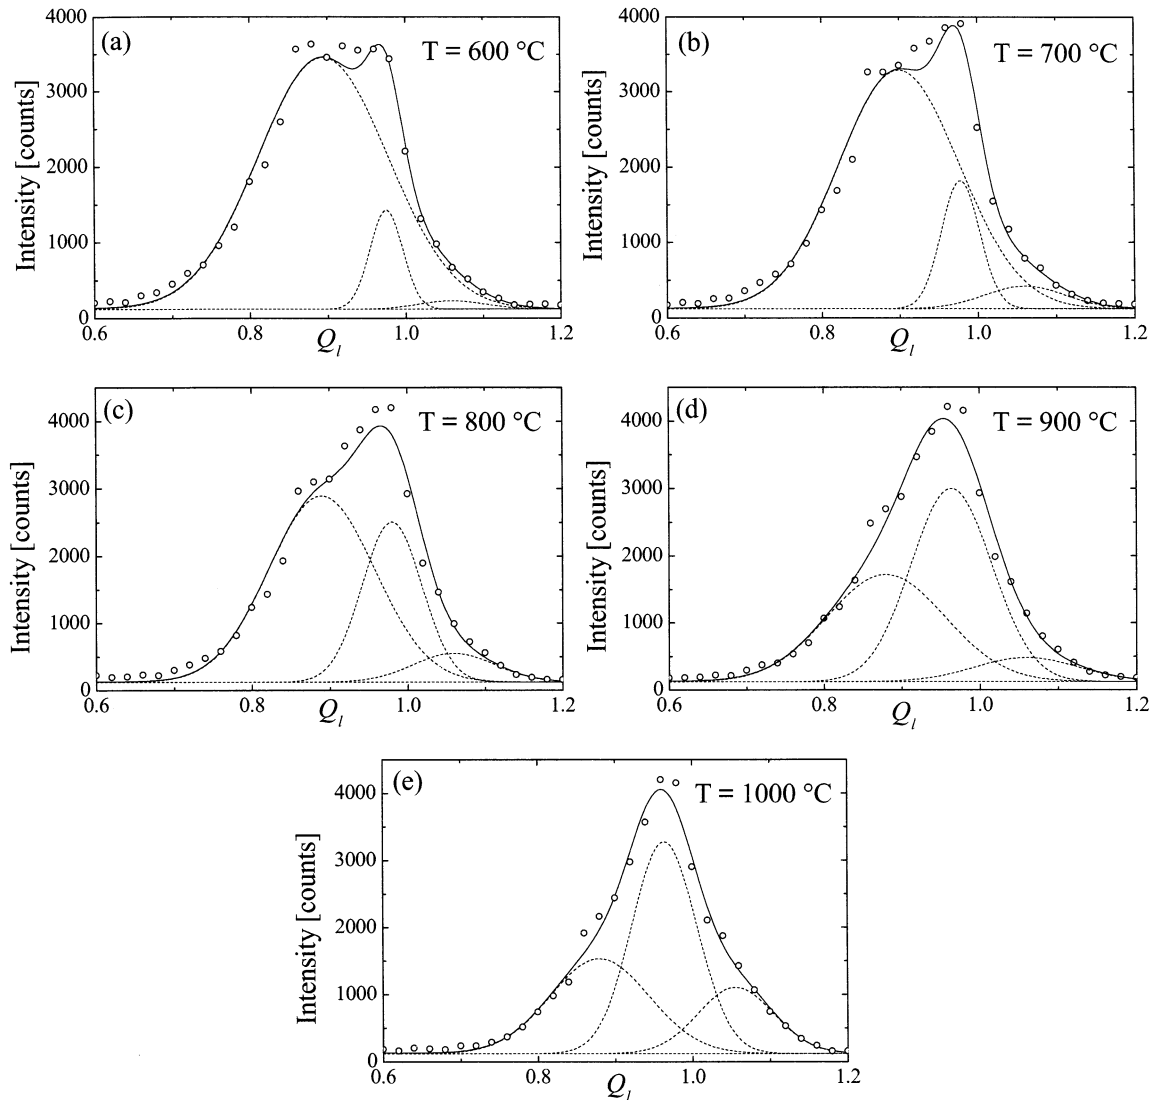 (a) T = 600 °C
Intensity [counts]
4000
3000
2000
1000
0
0.6 0.8 1.0 1.2
Q_l
(b) T = 700 °C
Intensity [counts]
4000
3000
2000
1000
0
0.6 0.8 1.0 1.2
Q_l
(c) T = 800 °C
Intensity [counts]
4000
3000
2000
1000
0
0.6 0.8 1.0 1.2
Q_l
(d) T = 900 °C
Intensity [counts]
4000
3000
2000
1000
0
0.6 0.8 1.0 1.2
Q_l
(e) T = 1000 °C
Intensity [counts]
4000
3000
2000
1000
0
0.6 0.8 1.0 1.2
Q_l